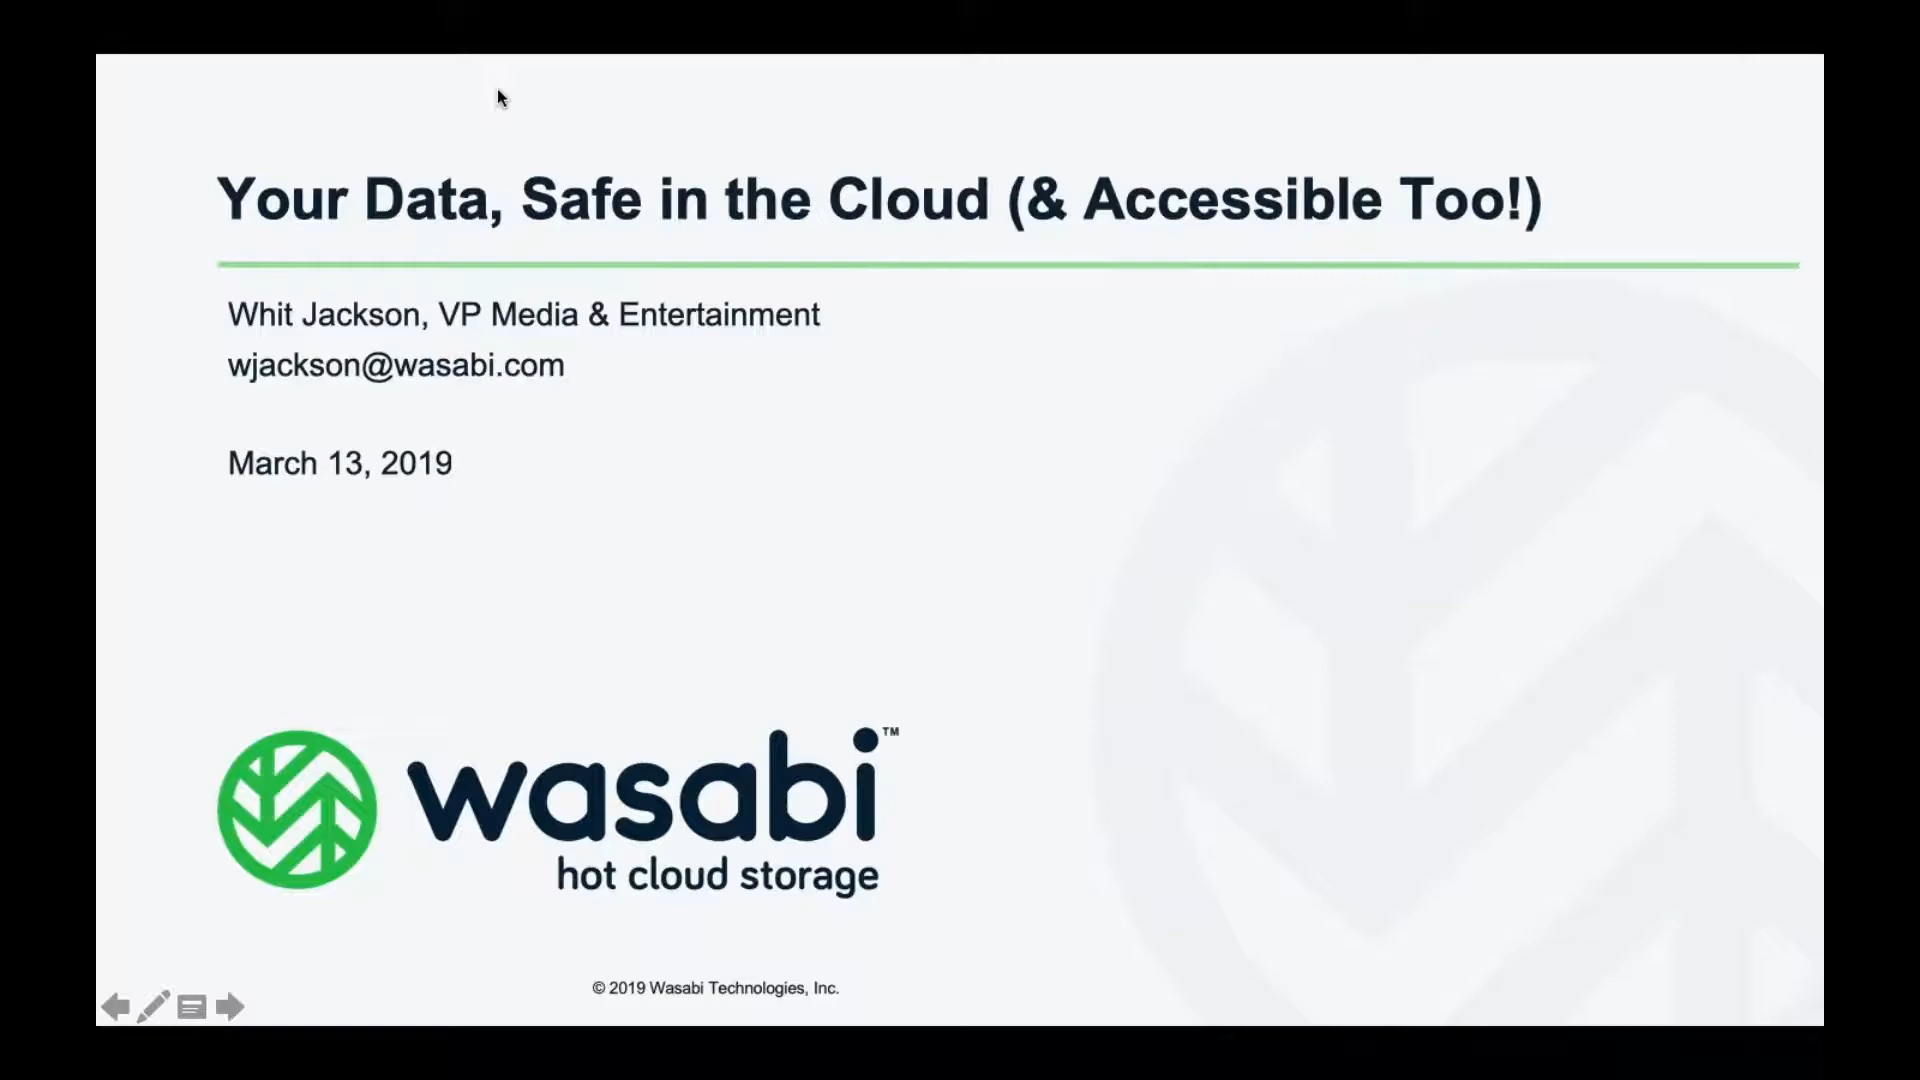 Your Data, Safe in the Cloud (& Accessible Too!)
Whit Jackson, VP Media & Entertainment
wjackson@wasabi.com
March 13, 2019
wasabi™
hot cloud storage
© 2019 Wasabi Technologies, Inc.